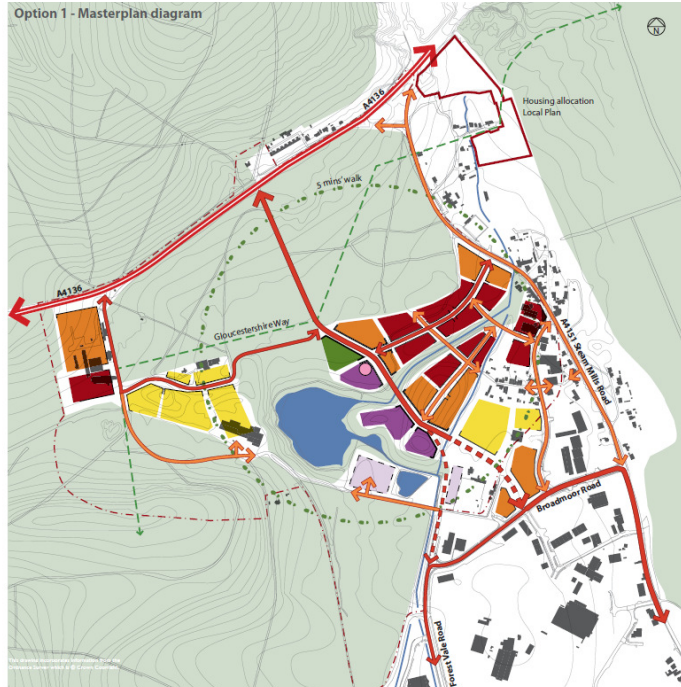 Option 1 - Masterplan diagram
N
A4136
Housing allocation
Local Plan
5 mins' walk
A4136
Gloucestershire Way
A4151 Steam Mills Road
Broadmoor Road
Forest Vale Road